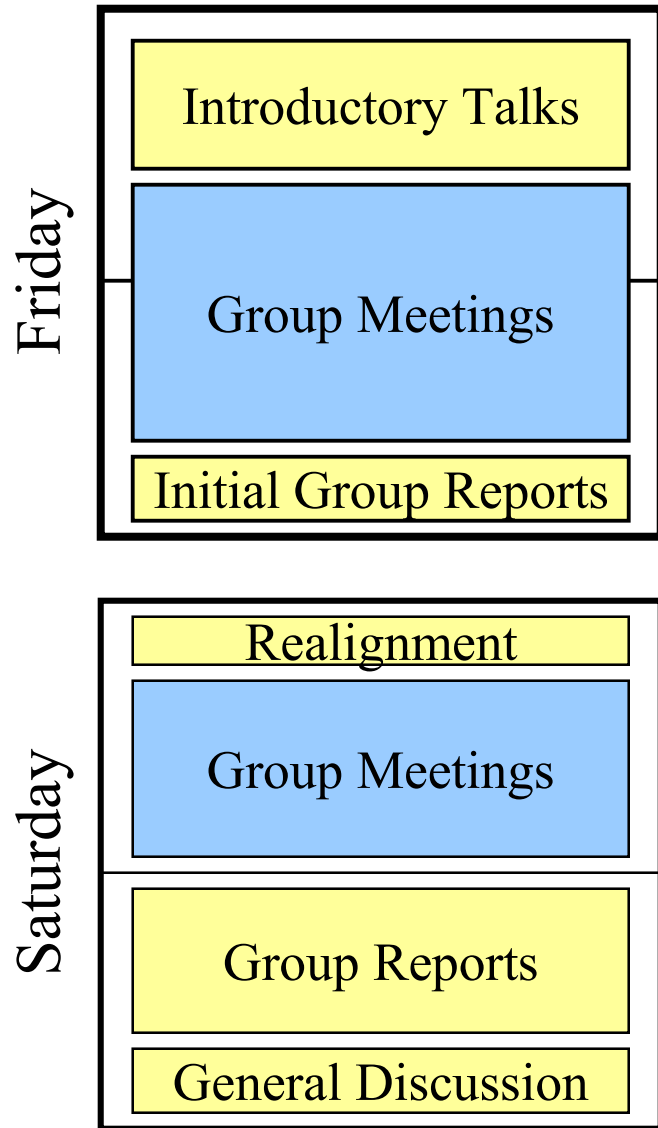 Friday
Introductory Talks
Group Meetings
Initial Group Reports
Saturday
Realignment
Group Meetings
Group Reports
General Discussion